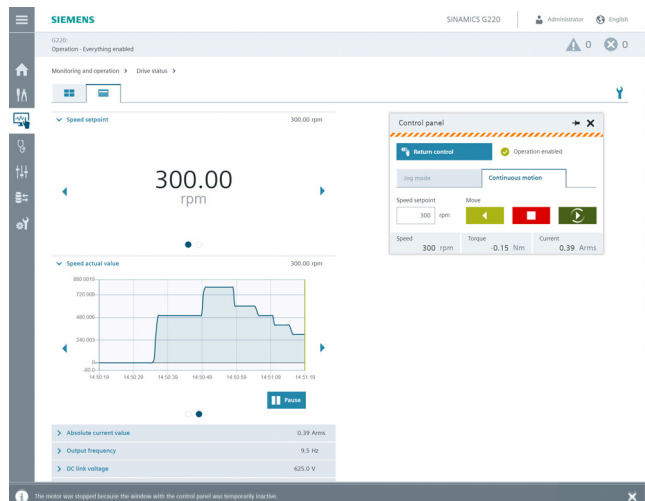 SIEMENS
SINAMICS G220
Administrator
English
G220:
Operation - Everything enabled
0
0
Monitoring and operation > Drive status >
Speed setpoint 300.00 rpm
300.00
rpm
Speed actual value 300.00 rpm
880.0010
720.006
480.006
240.003
0
-80.0
14:50:19 14:50:29 14:50:39 14:50:49 14:50:59 14:51:09 14:51:19
Pause
Absolute current value 0.39 Arms
Output frequency 9.5 Hz
DC link voltage 625.0 V
Control panel
Return control
Operation enabled
Jog mode
Continuous motion
Speed setpoint Move
300 rpm
Speed Torque Current
300 rpm -0.15 Nm 0.39 Arms
The motor was stopped because the window with the control panel was temporarily inactive.